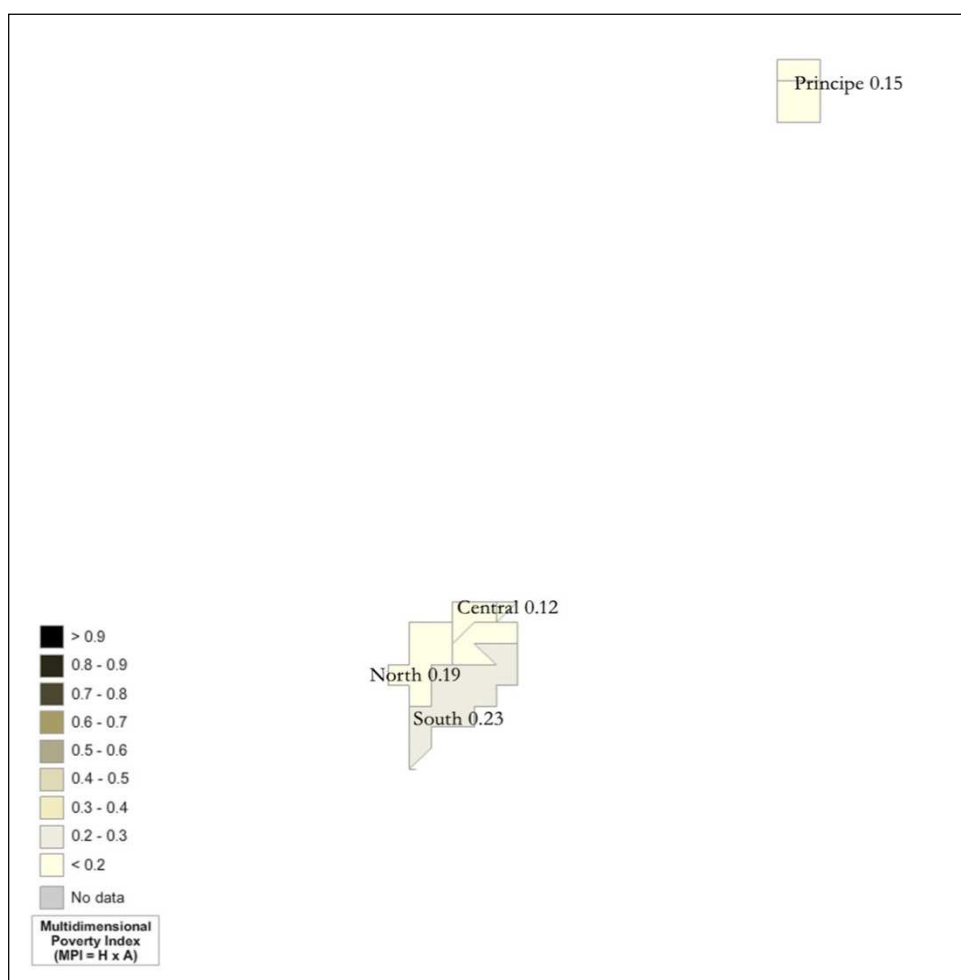 Principe 0.15
Central 0.12
North 0.19
South 0.23
> 0.9
0.8 - 0.9
0.7 - 0.8
0.6 - 0.7
0.5 - 0.6
0.4 - 0.5
0.3 - 0.4
0.2 - 0.3
< 0.2
No data
Multidimensional
Poverty Index
(MPI = H x A)